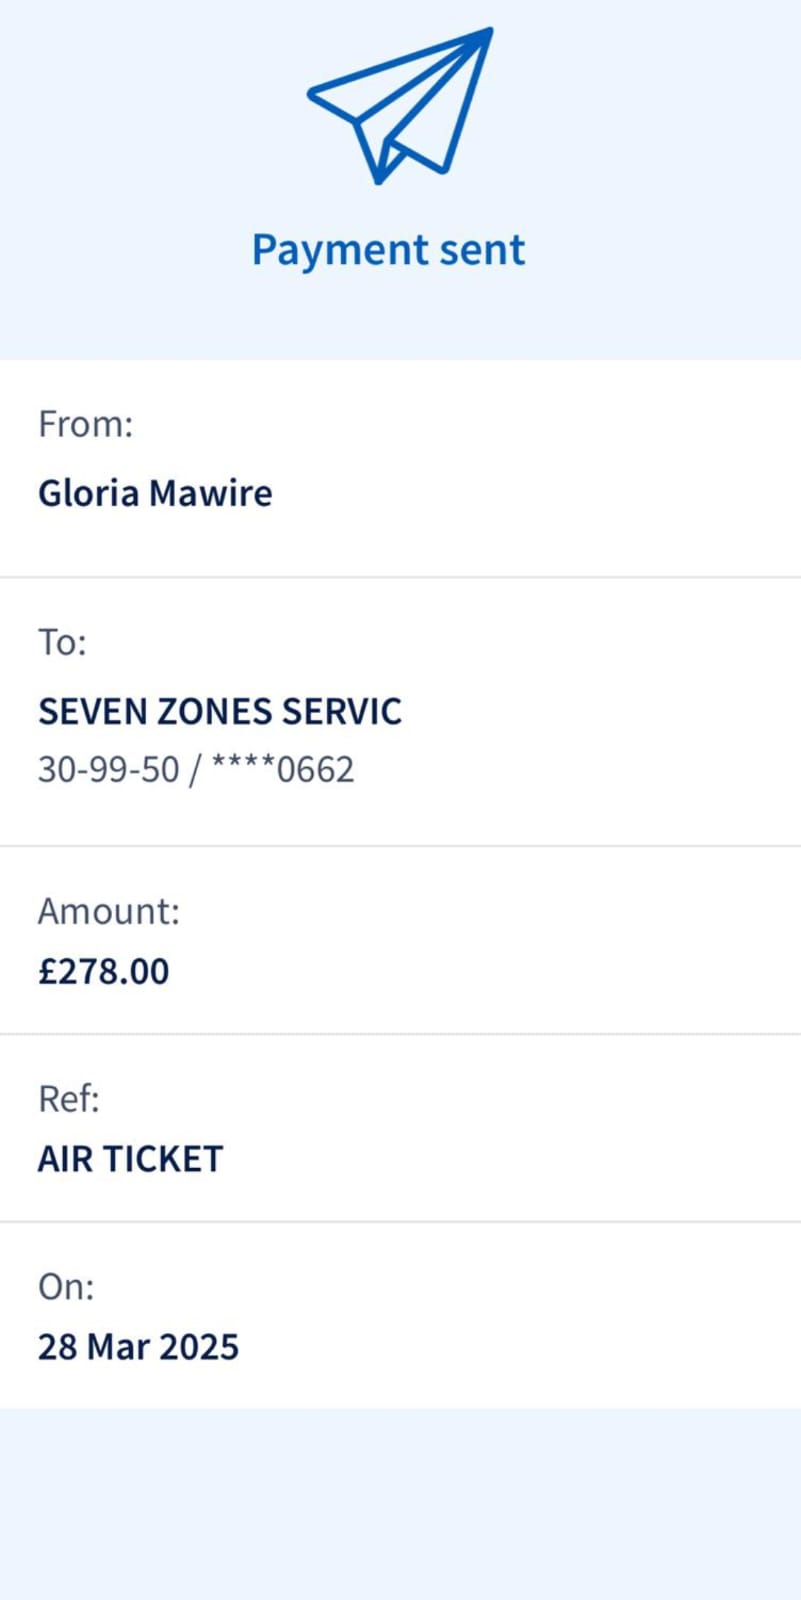 Payment sent
From:
Gloria Mawire
To:
SEVEN ZONES SERVIC
30-99-50 / ****0662
Amount:
£278.00
Ref:
AIR TICKET
On:
28 Mar 2025